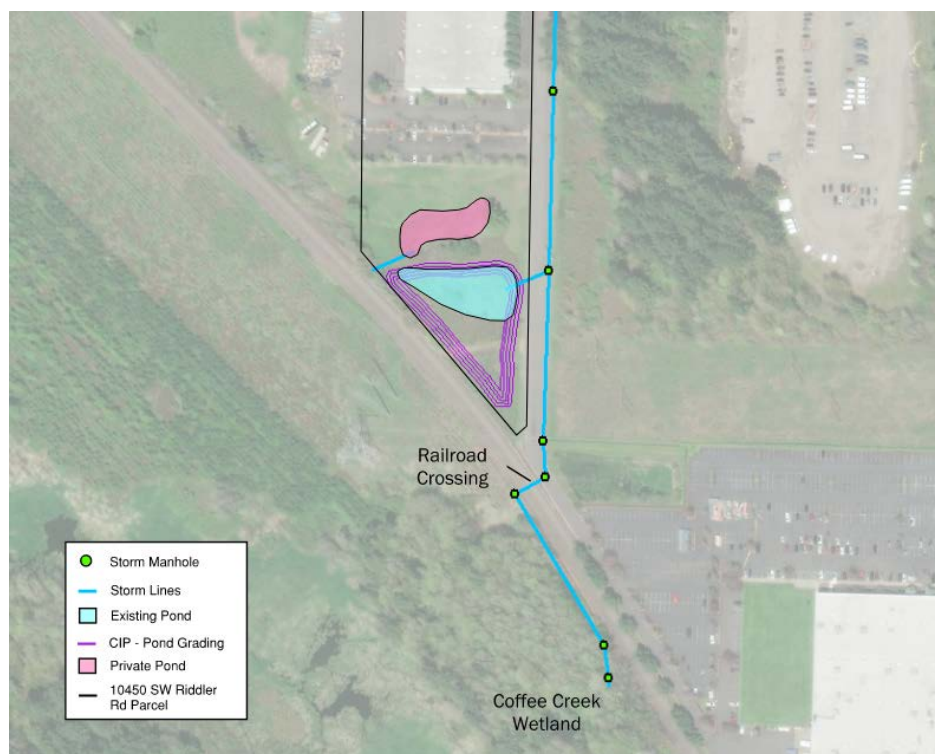 Railroad
Crossing
Storm Manhole
Storm Lines
Existing Pond
CIP - Pond Grading
Private Pond
10450 SW Riddler
Rd Parcel
Coffee Creek
Wetland